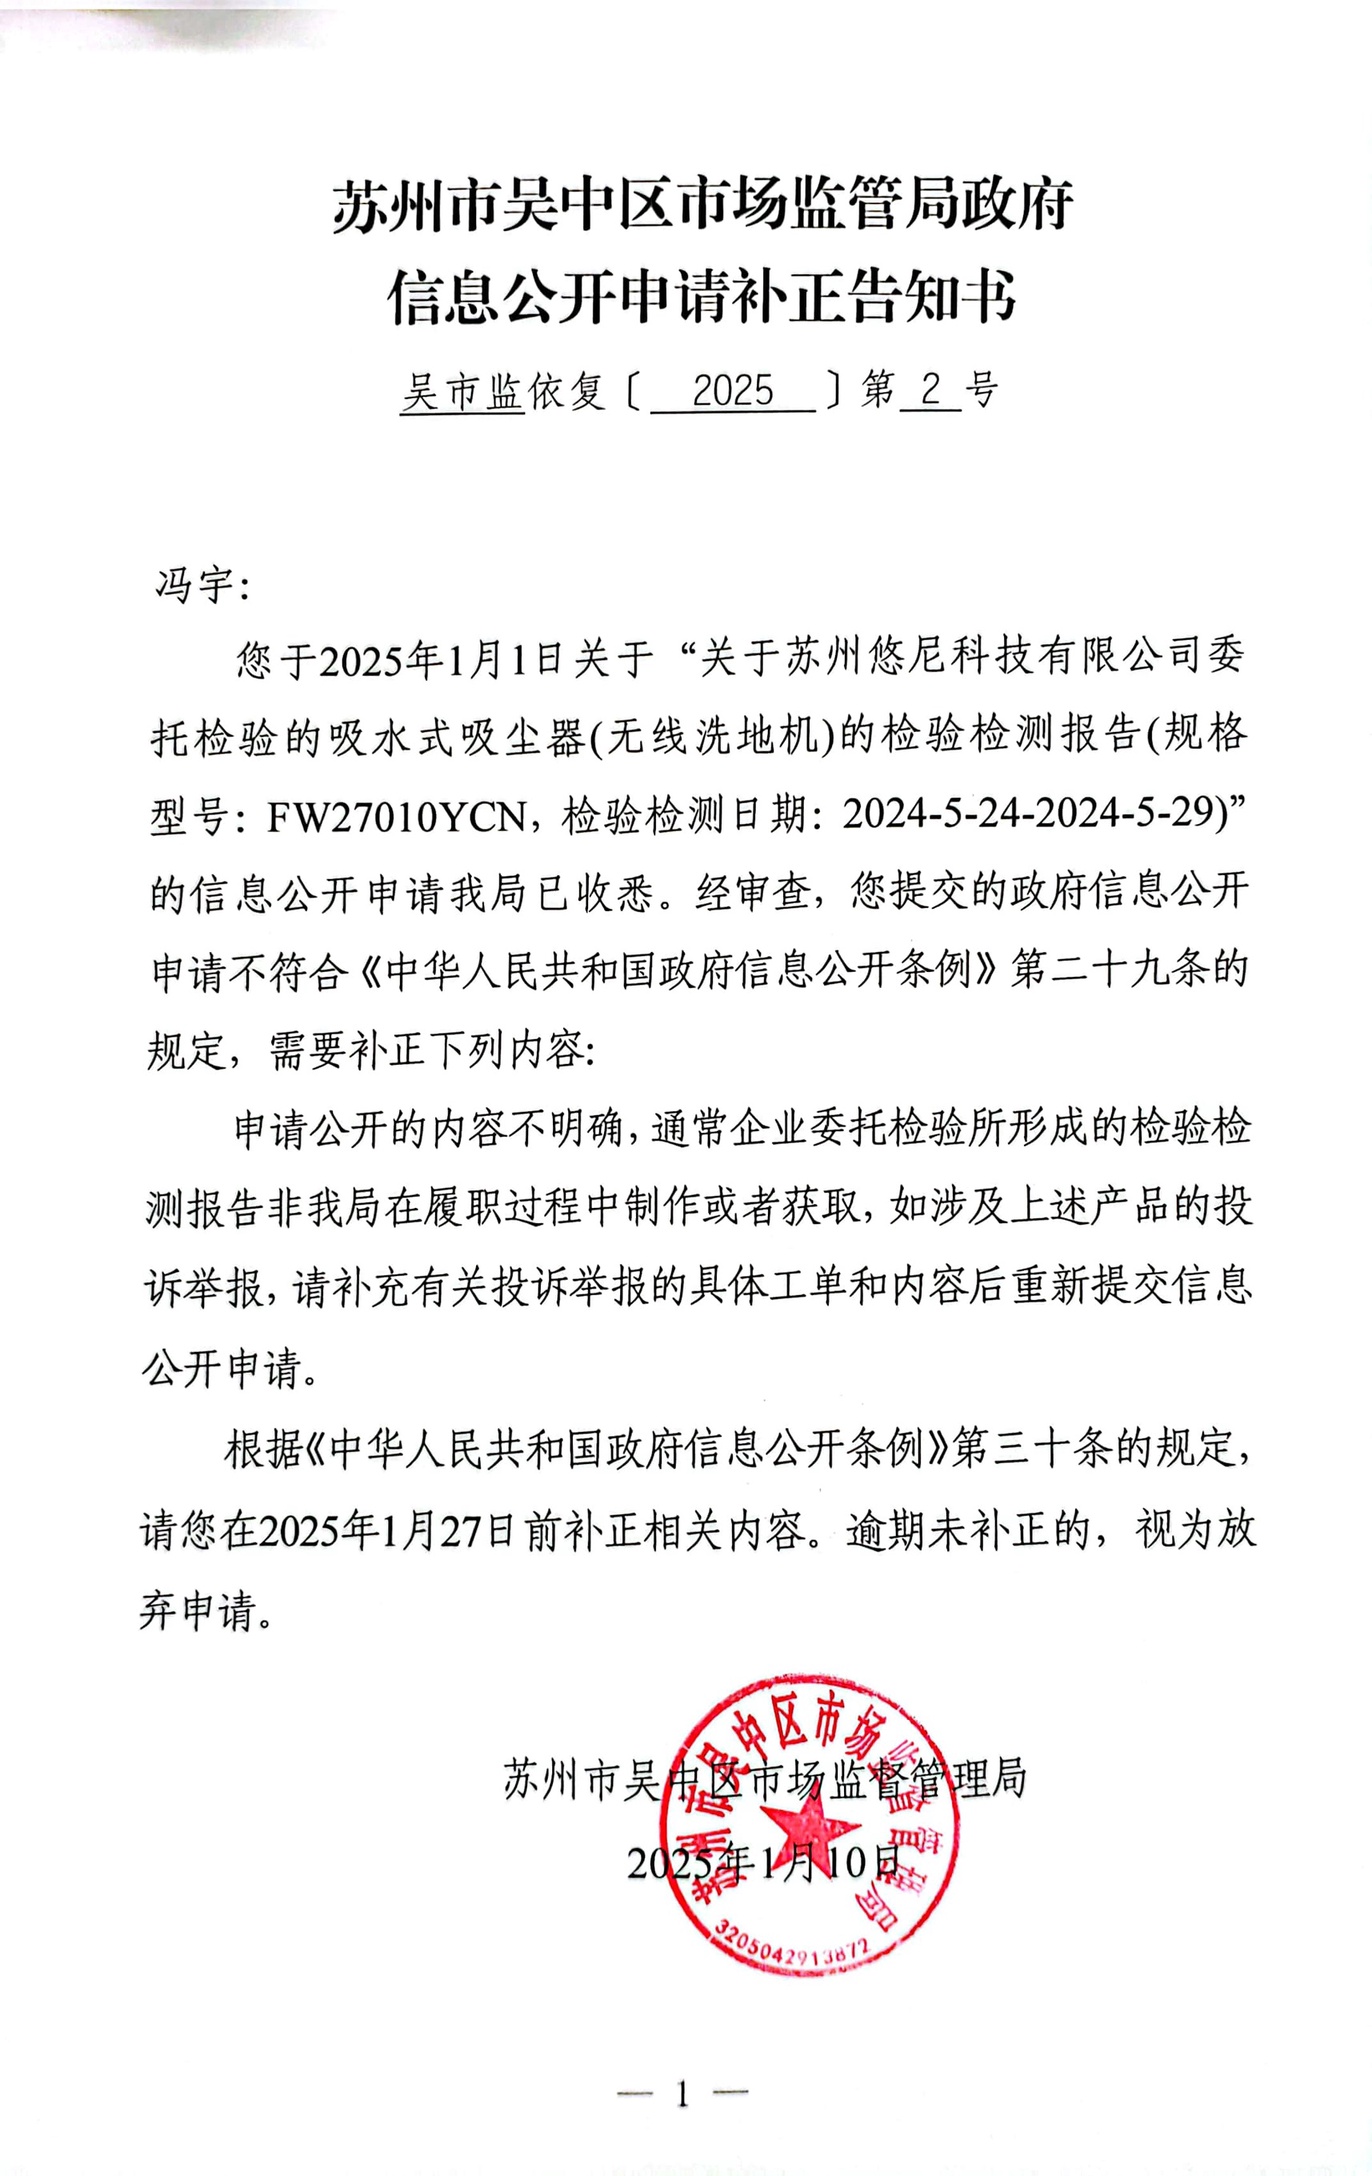 苏州市吴中区市场监管局政府
信息公开申请补正告知书
吴市监依复〔 2025 〕第 2 号
冯宇：
您于2025年1月1日关于“关于苏州悠尼科技有限公司委
托检验的吸水式吸尘器(无线洗地机)的检验检测报告(规格
型号：FW27010YCN，检验检测日期：2024-5-24-2024-5-29)”
的信息公开申请我局已收悉。经审查，您提交的政府信息公开
申请不符合《中华人民共和国政府信息公开条例》第二十九条的
规定，需要补正下列内容:
申请公开的内容不明确，通常企业委托检验所形成的检验检
测报告非我局在履职过程中制作或者获取，如涉及上述产品的投
诉举报，请补充有关投诉举报的具体工单和内容后重新提交信息
公开申请。
根据《中华人民共和国政府信息公开条例》第三十条的规定，
请您在2025年1月27日前补正相关内容。逾期未补正的，视为放
弃申请。
苏州市吴中区市场监督管理局
2025年1月10日
苏州市吴中区市场监督管理局
3205042913872
— 1 —